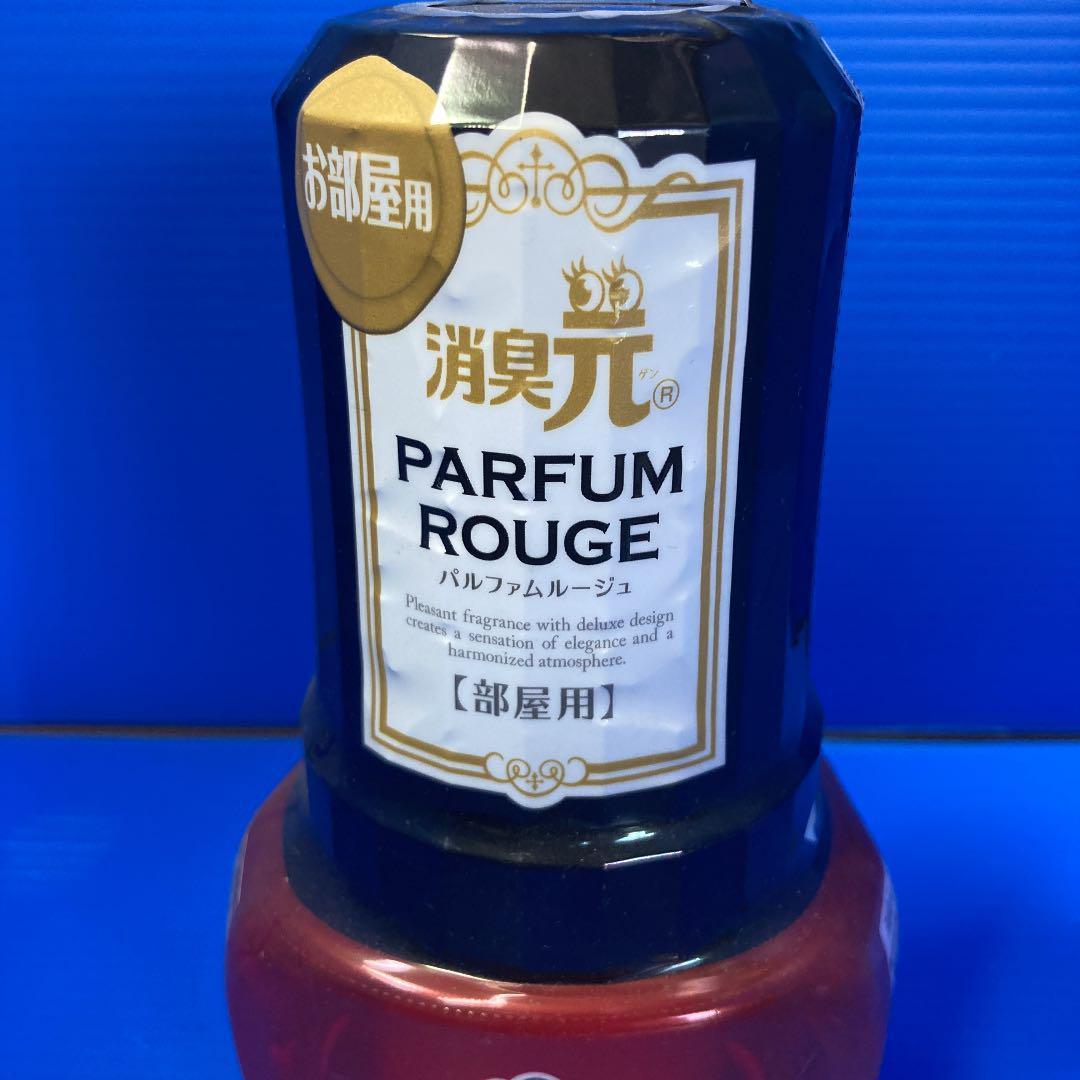 お部屋用
消臭元
ゲン
®
PARFUM
ROUGE
パルファムルージュ
Pleasant fragrance with deluxe design
creates a sensation of elegance and a
harmonized atmosphere.
【部屋用】